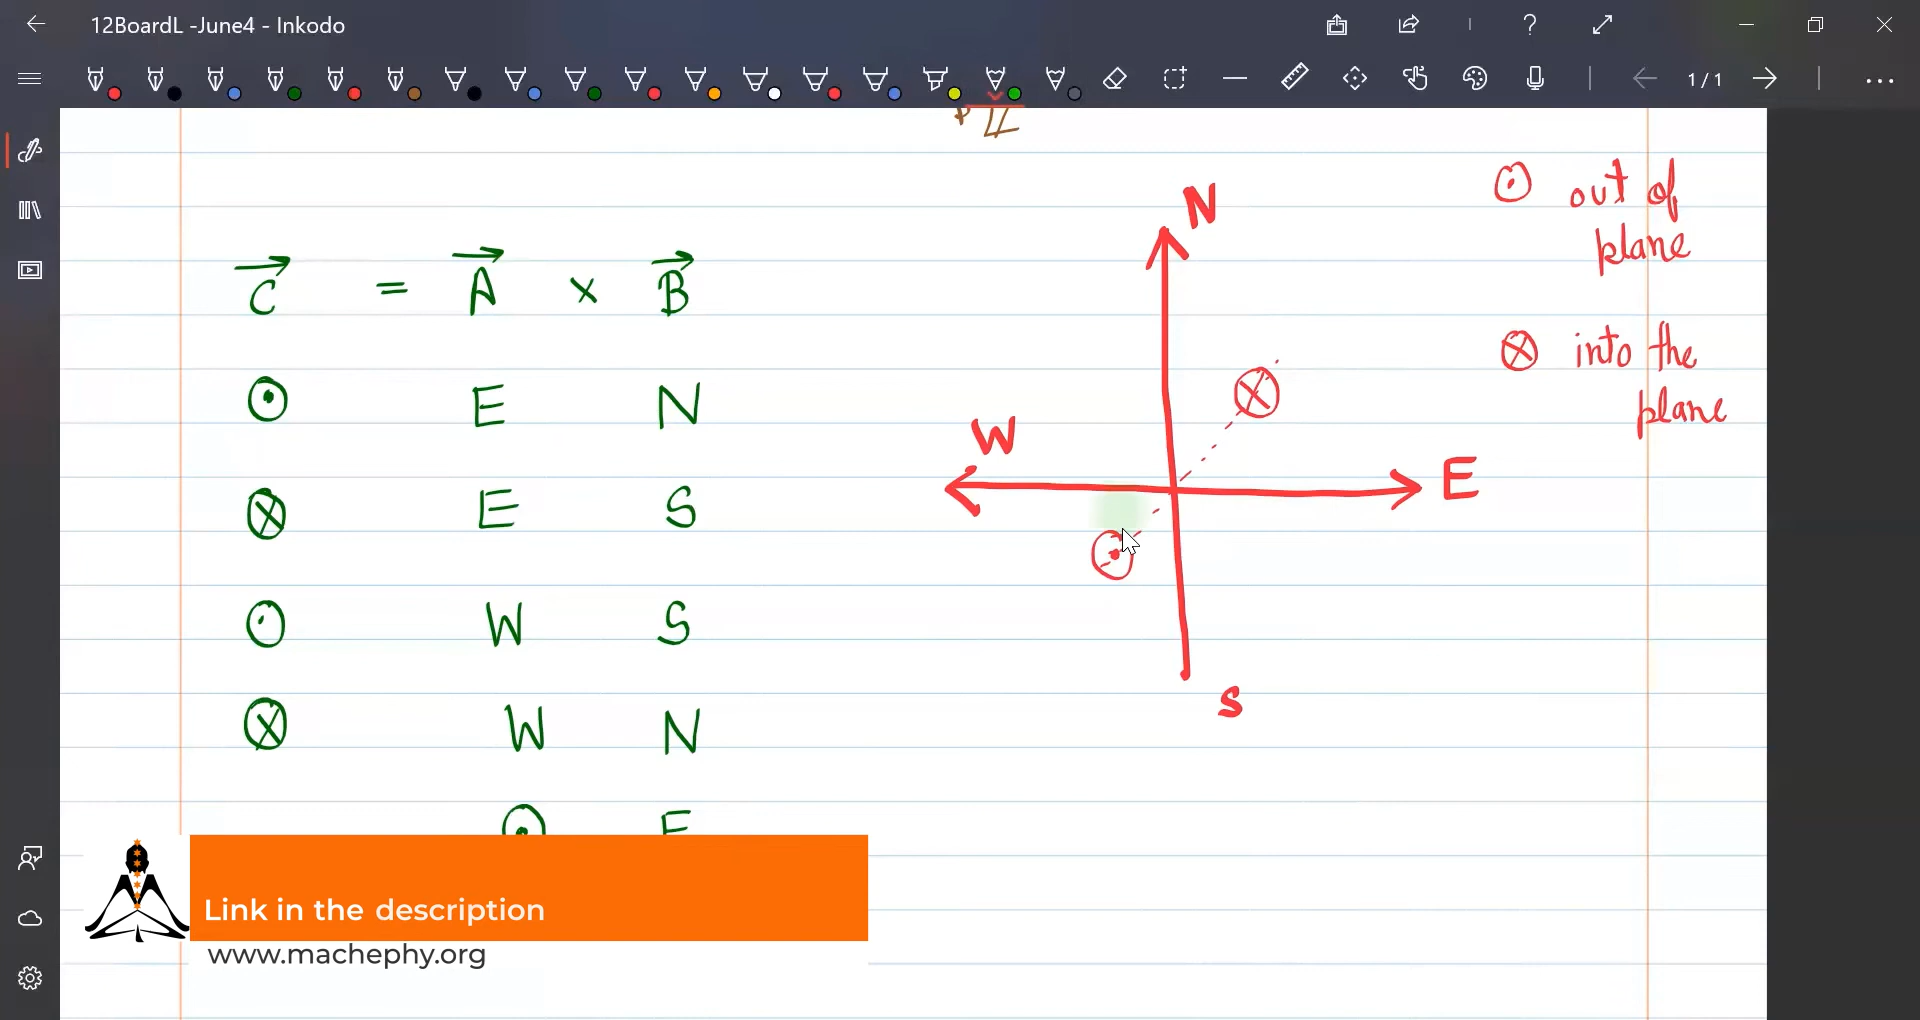 12BoardL -June4 - Inkodo
1/1
N
⊙ out of
plane
C = A × B
⊗ into the
plane
⊙ E N
⊗
W
E
⊗ E S
⊙
⊙ W S
S
⊗ W N
⊙ E
Link in the description
www.machephy.org